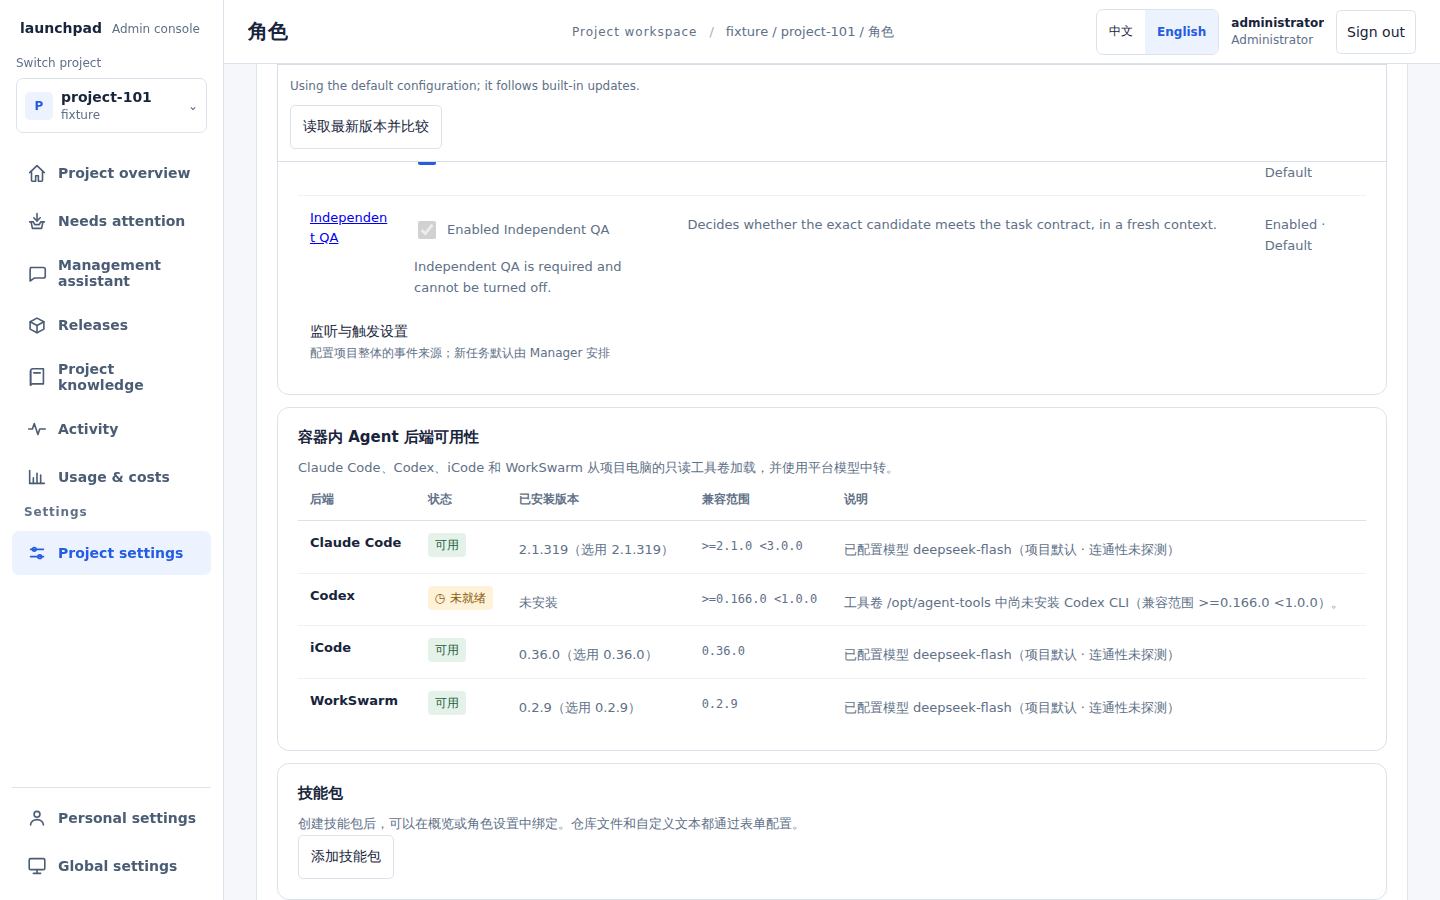 launchpad Admin console
Switch project
P
project-101
fixture
Project overview
Needs attention
Management
assistant
Releases
Project
knowledge
Activity
Usage & costs
Settings
Project settings
Personal settings
Global settings
角色
Project workspace / fixture / project-101 / 角色
中文 English
administrator
Administrator
Sign out
Using the default configuration; it follows built-in updates.
读取最新版本并比较
Default
Independen
t QA
Enabled Independent QA
Independent QA is required and
cannot be turned off.
Decides whether the exact candidate meets the task contract, in a fresh context.
Enabled ·
Default
监听与触发设置
配置项目整体的事件来源；新任务默认由 Manager 安排
容器内 Agent 后端可用性
Claude Code、Codex、iCode 和 WorkSwarm 从项目电脑的只读工具卷加载，并使用平台模型中转。
后端 状态 已安装版本 兼容范围 说明
Claude Code 可用 2.1.319（选用 2.1.319） >=2.1.0 <3.0.0 已配置模型 deepseek-flash（项目默认 · 连通性未探测）
Codex 未就绪 未安装 >=0.166.0 <1.0.0 工具卷 /opt/agent-tools 中尚未安装 Codex CLI（兼容范围 >=0.166.0 <1.0.0）。
iCode 可用 0.36.0（选用 0.36.0） 0.36.0 已配置模型 deepseek-flash（项目默认 · 连通性未探测）
WorkSwarm 可用 0.2.9（选用 0.2.9） 0.2.9 已配置模型 deepseek-flash（项目默认 · 连通性未探测）
技能包
创建技能包后，可以在概览或角色设置中绑定。仓库文件和自定义文本都通过表单配置。
添加技能包